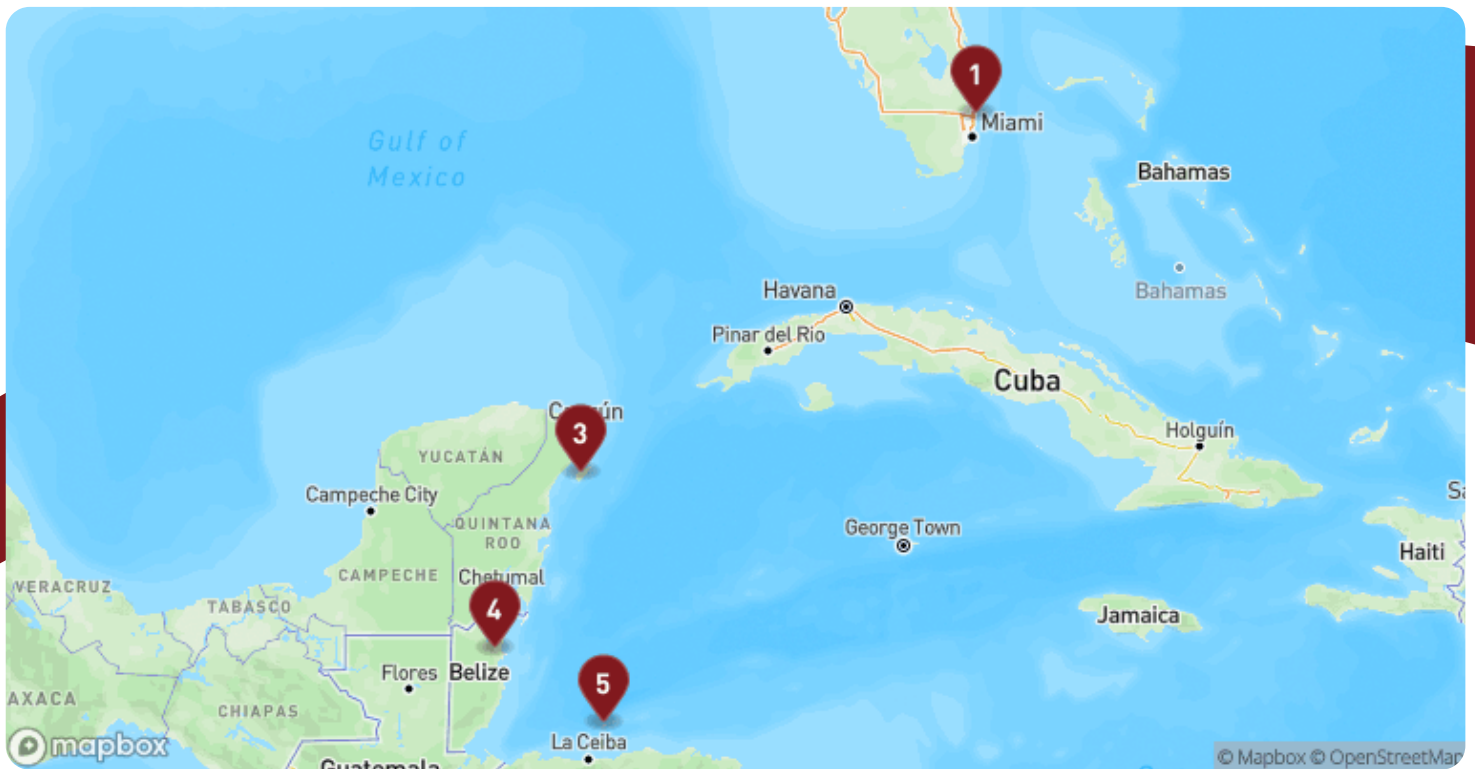 1
Miami
Gulf of
Mexico
Bahamas
Bahamas
Havana
Pinar del Rio
Cuba
3
YUCATÁN
Holguín
Campeche City
QUINTANA
ROO
George Town
Haiti
CAMPECHE
Chetumal
VERACRUZ
TABASCO
4
Jamaica
Flores
Belize
5
AXACA
CHIAPAS
La Ceiba
mapbox
© Mapbox © OpenStreetMap